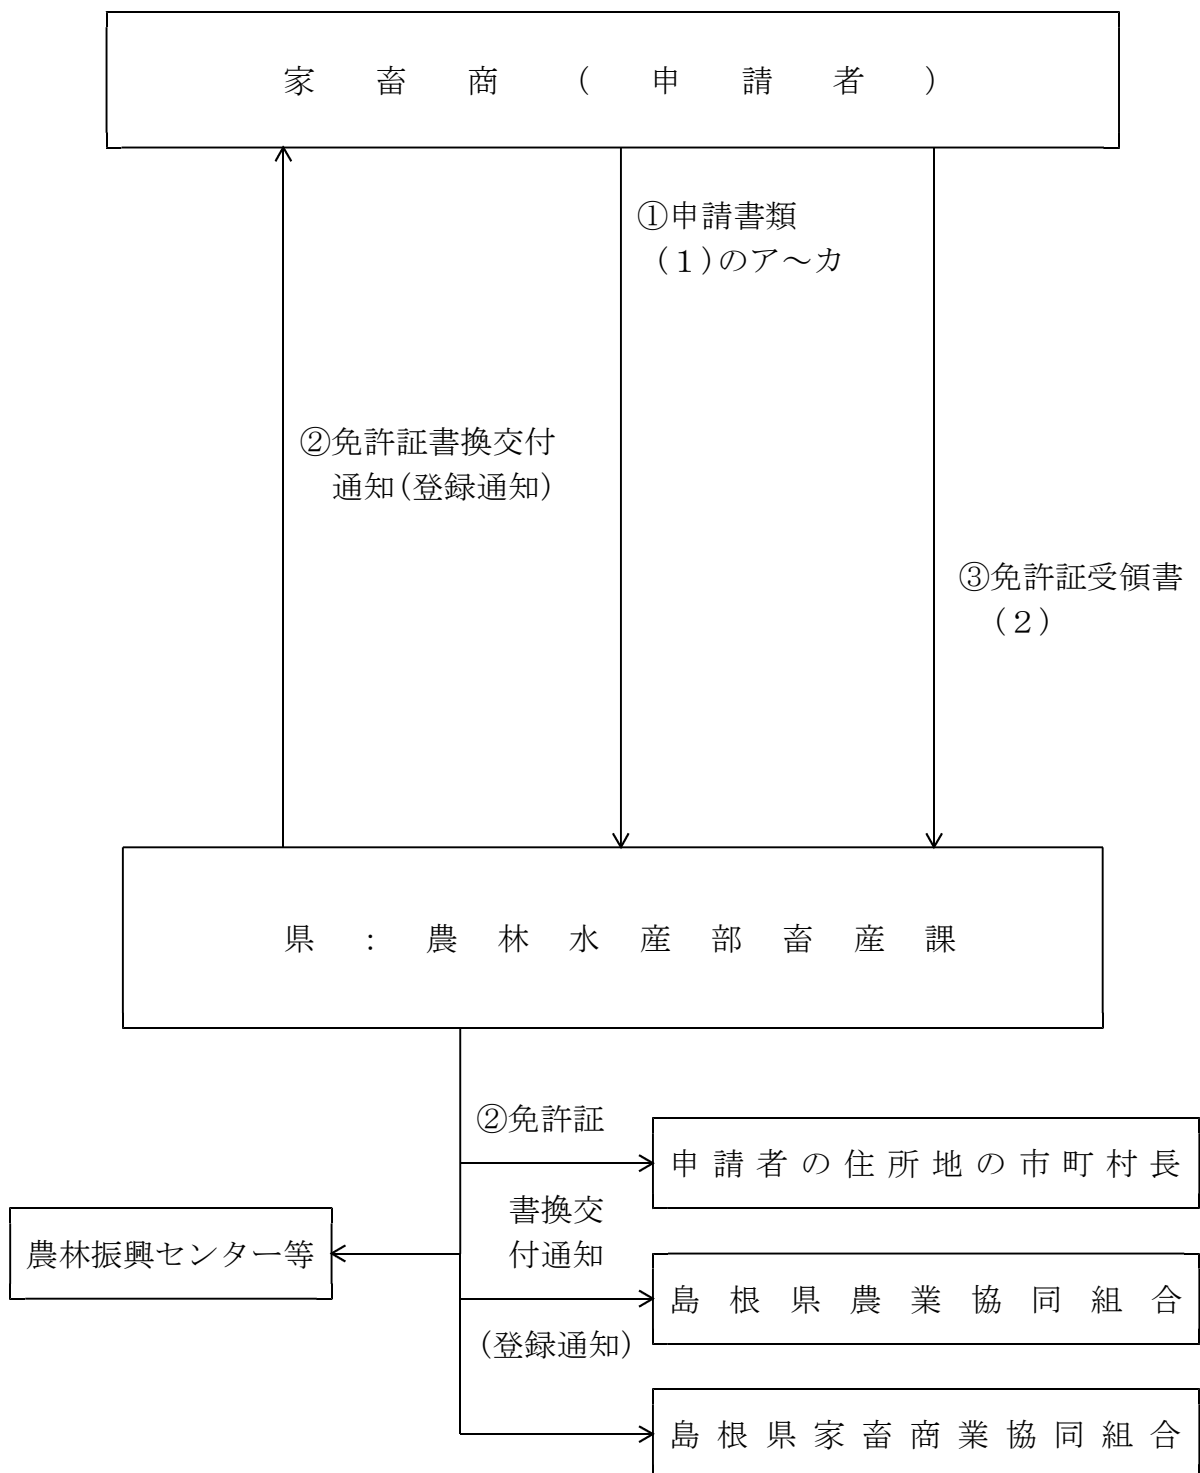 家畜商(申請者)
①申請書類
(1)のア～カ
②免許証書換交付
通知(登録通知)
③免許証受領書
(2)
県:農林水産部畜産課
②免許証
申請者の住所地の市町村長
書換交
付通知
農林振興センター等
島根県農業協同組合
(登録通知)
島根県家畜商業協同組合